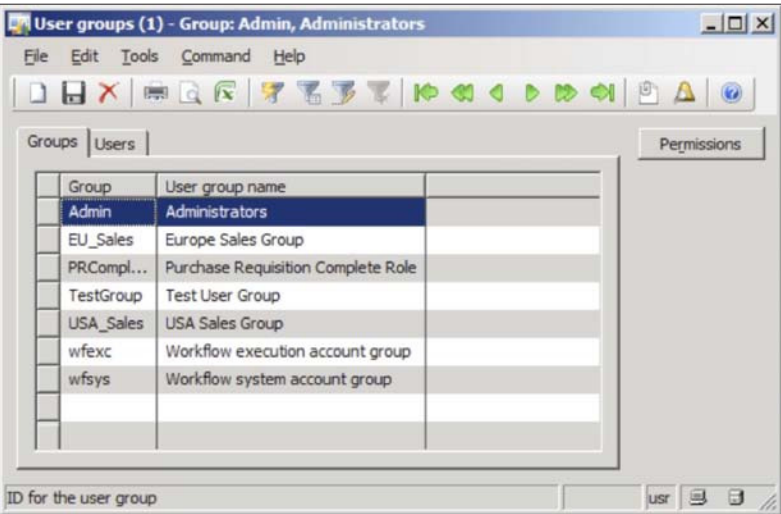 User groups (1) - Group: Admin, Administrators
File Edit Tools Command Help
Groups Users Permissions
Group User group name
Admin Administrators
EU_Sales Europe Sales Group
PRCompl... Purchase Requisition Complete Role
TestGroup Test User Group
USA_Sales USA Sales Group
wfexc Workflow execution account group
wfsys Workflow system account group
ID for the user group usr